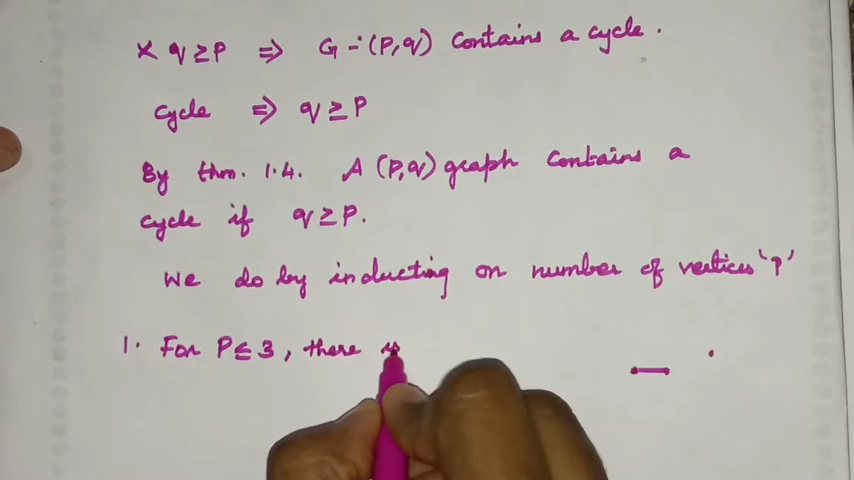 × q ≥ P ⇒ G - (P, q) Contains a cycle.
Cycle ⇒ q ≥ P
By thm. 1.4. A (P, q) graph Contains a
cycle if q ≥ P.
We do by inducting on number of vertices 'p'
1. For P ≤ 3, there is